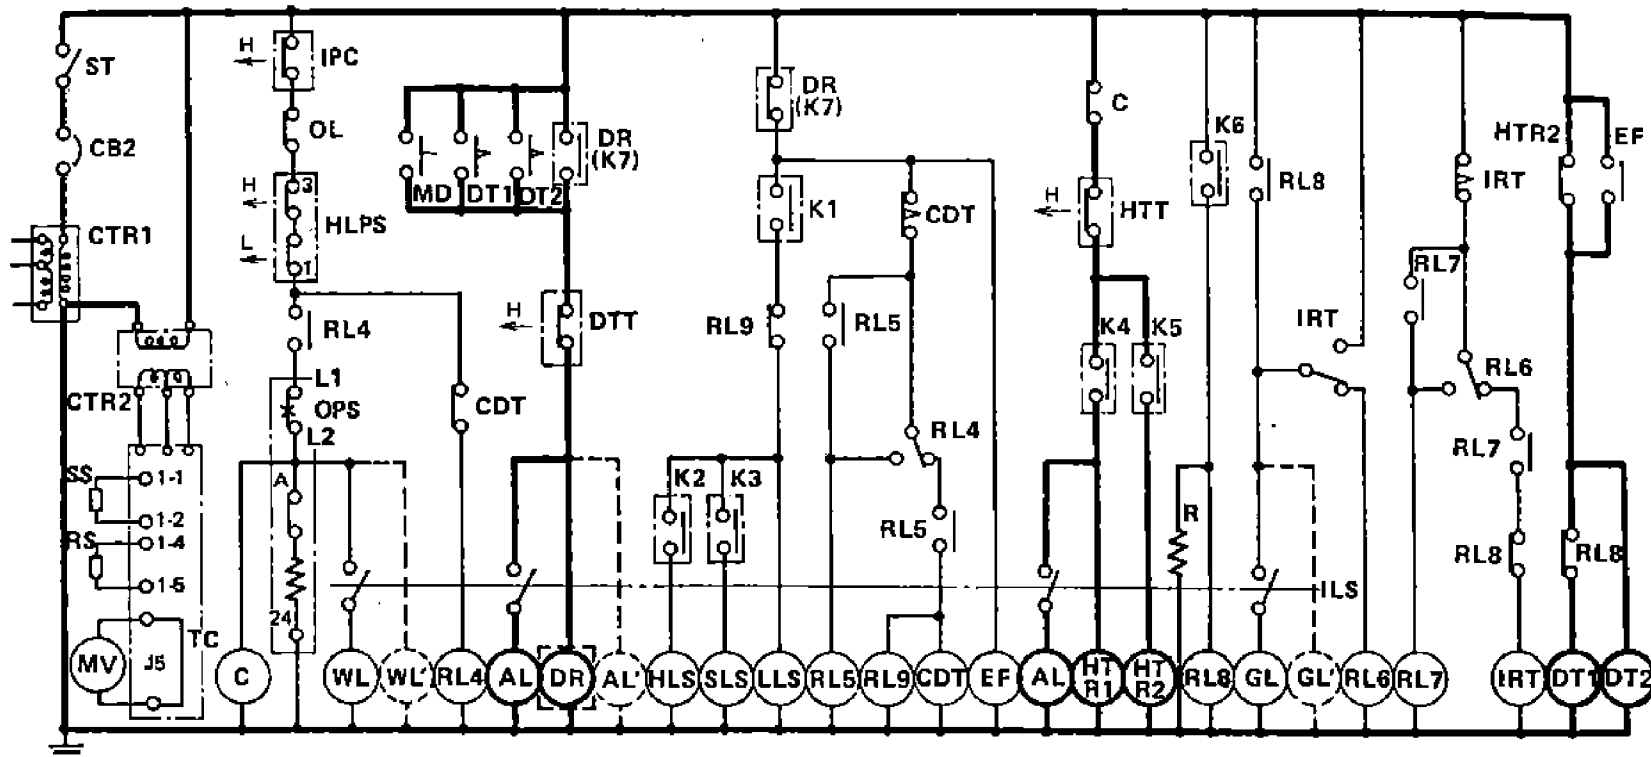 ST
CB2
CTR1
CTR2
SS
RS
1-1
1-2
1-4
1-5
TC
MV
J5
H
IPC
OL
H
3
HLPS
L
1
RL4
L1
OPS
L2
A
24
CDT
MD
DT1
DT2
DR
(K7)
H
DTT
DR
(K7)
K1
CDT
RL9
RL5
K2
K3
RL4
RL5
C
H
HTT
K4
K5
K6
RL8
IRT
R
ILS
IRT
RL7
RL6
RL7
RL8
HTR2
EF
RL8
C
WL
WL'
RL4
AL
DR
AL'
HLS
SLS
LLS
RL5
RL9
CDT
EF
AL
HT
R1
HT
R2
RL8
GL
GL'
RL6
RL7
IRT
DT1
DT2